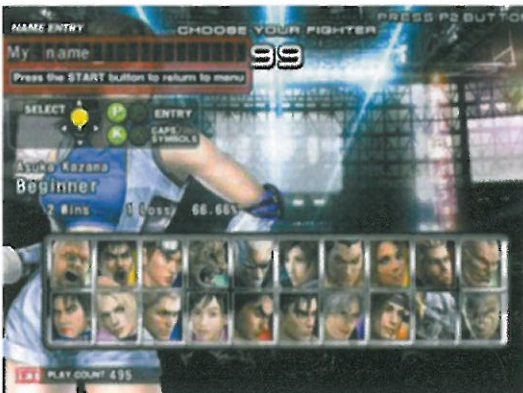 PRESS P2 BUTTO
NAME ENTRY
CHOOSE YOUR FIGHTER
My name
99
Press the START button to return to menu
SELECT
P
ENTRY
K
CAPS/
SYMBOLS
Asuka Kazama
Beginner
2 Wins 1 Loss) 66.66%
PLAY COUNT 495